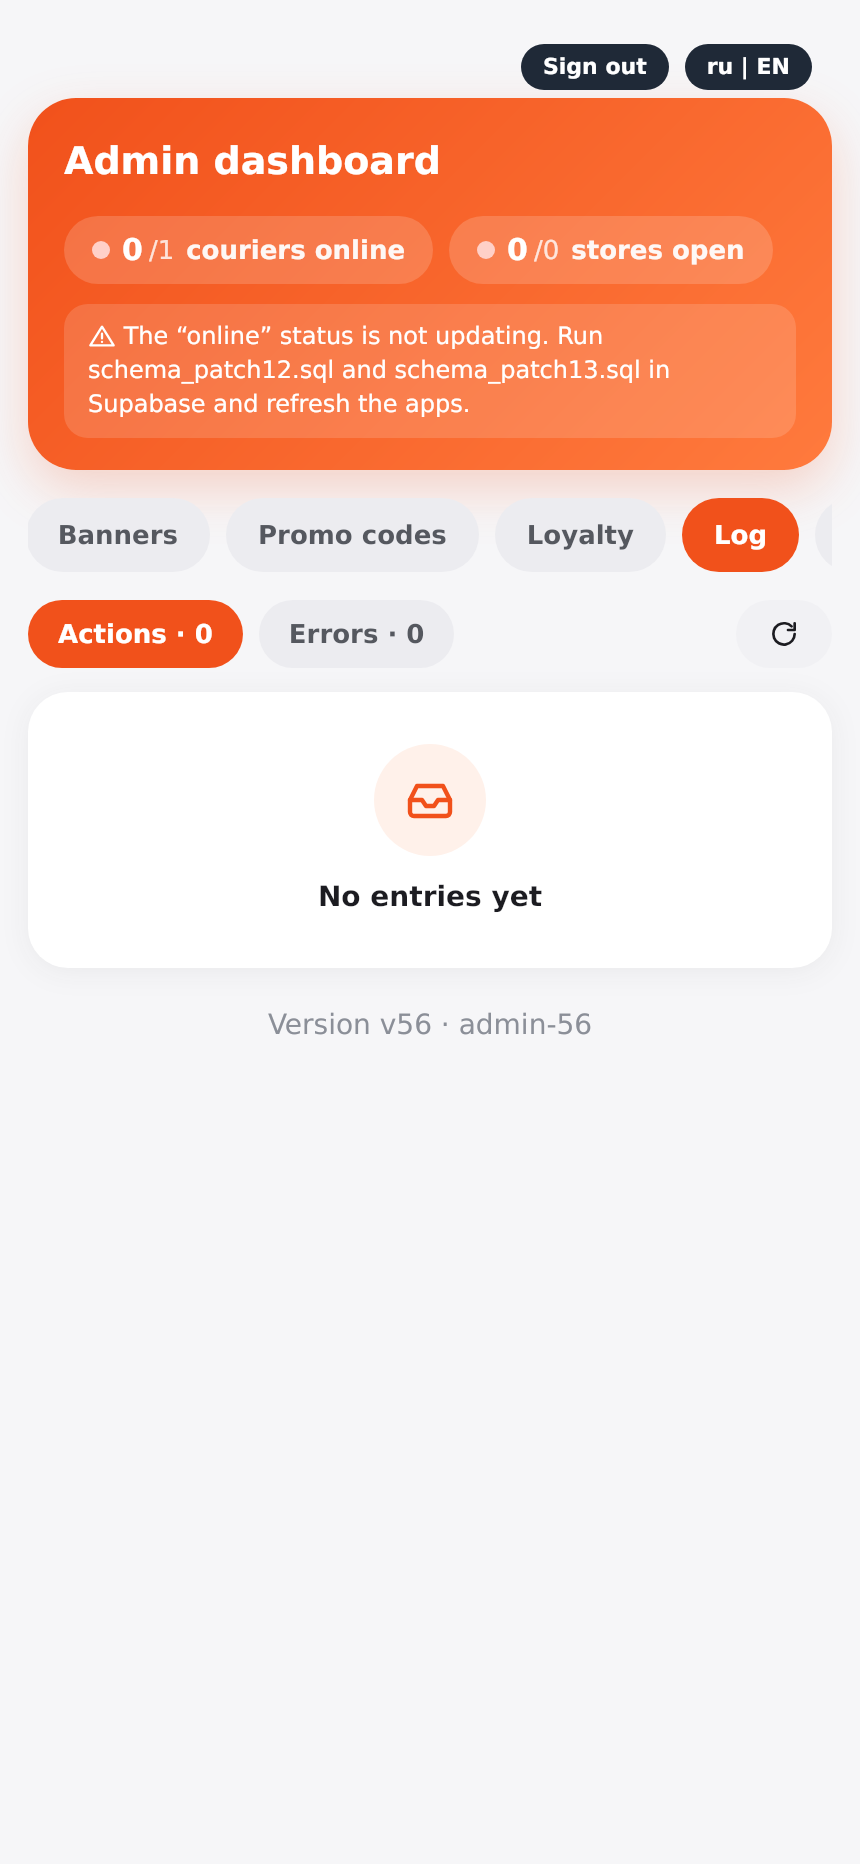 Sign out
ru | EN
Admin dashboard
0 /1 couriers online
0 /0 stores open
The “online” status is not updating. Run
schema_patch12.sql and schema_patch13.sql in
Supabase and refresh the apps.
Banners
Promo codes
Loyalty
Log
Actions · 0
Errors · 0
No entries yet
Version v56 · admin-56